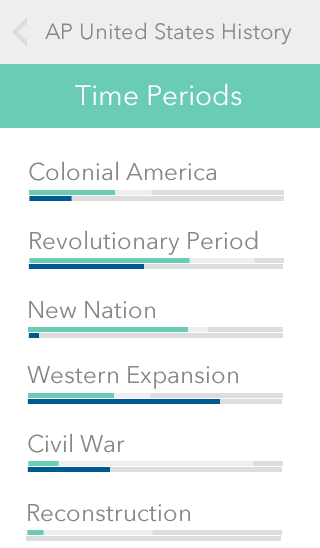 AP United States History
Time Periods
Colonial America
Revolutionary Period
New Nation
Western Expansion
Civil War
Reconstruction